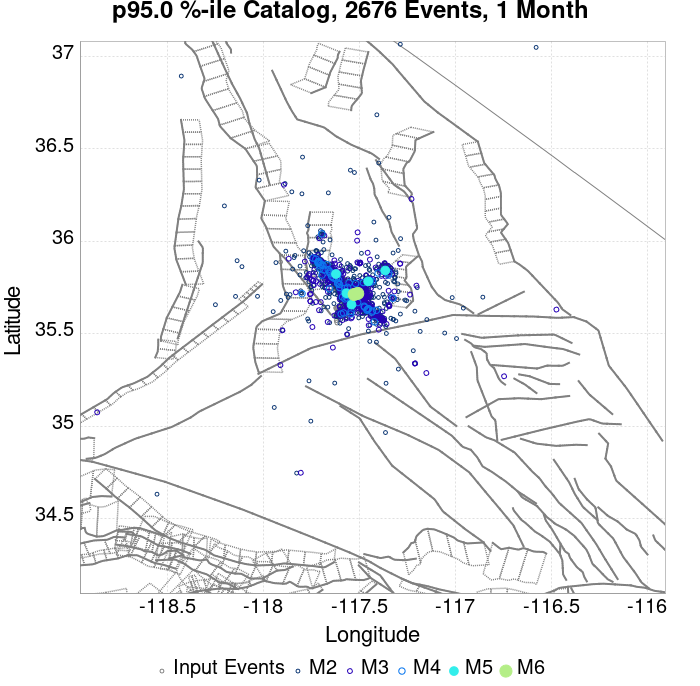 p95.0 %-ile Catalog, 2676 Events, 1 Month
37
36.5
36
35.5
35
34.5
Latitude
-118.5 -118 -117.5 -117 -116.5 -116
Longitude
Input Events M2 M3 M4 M5 M6